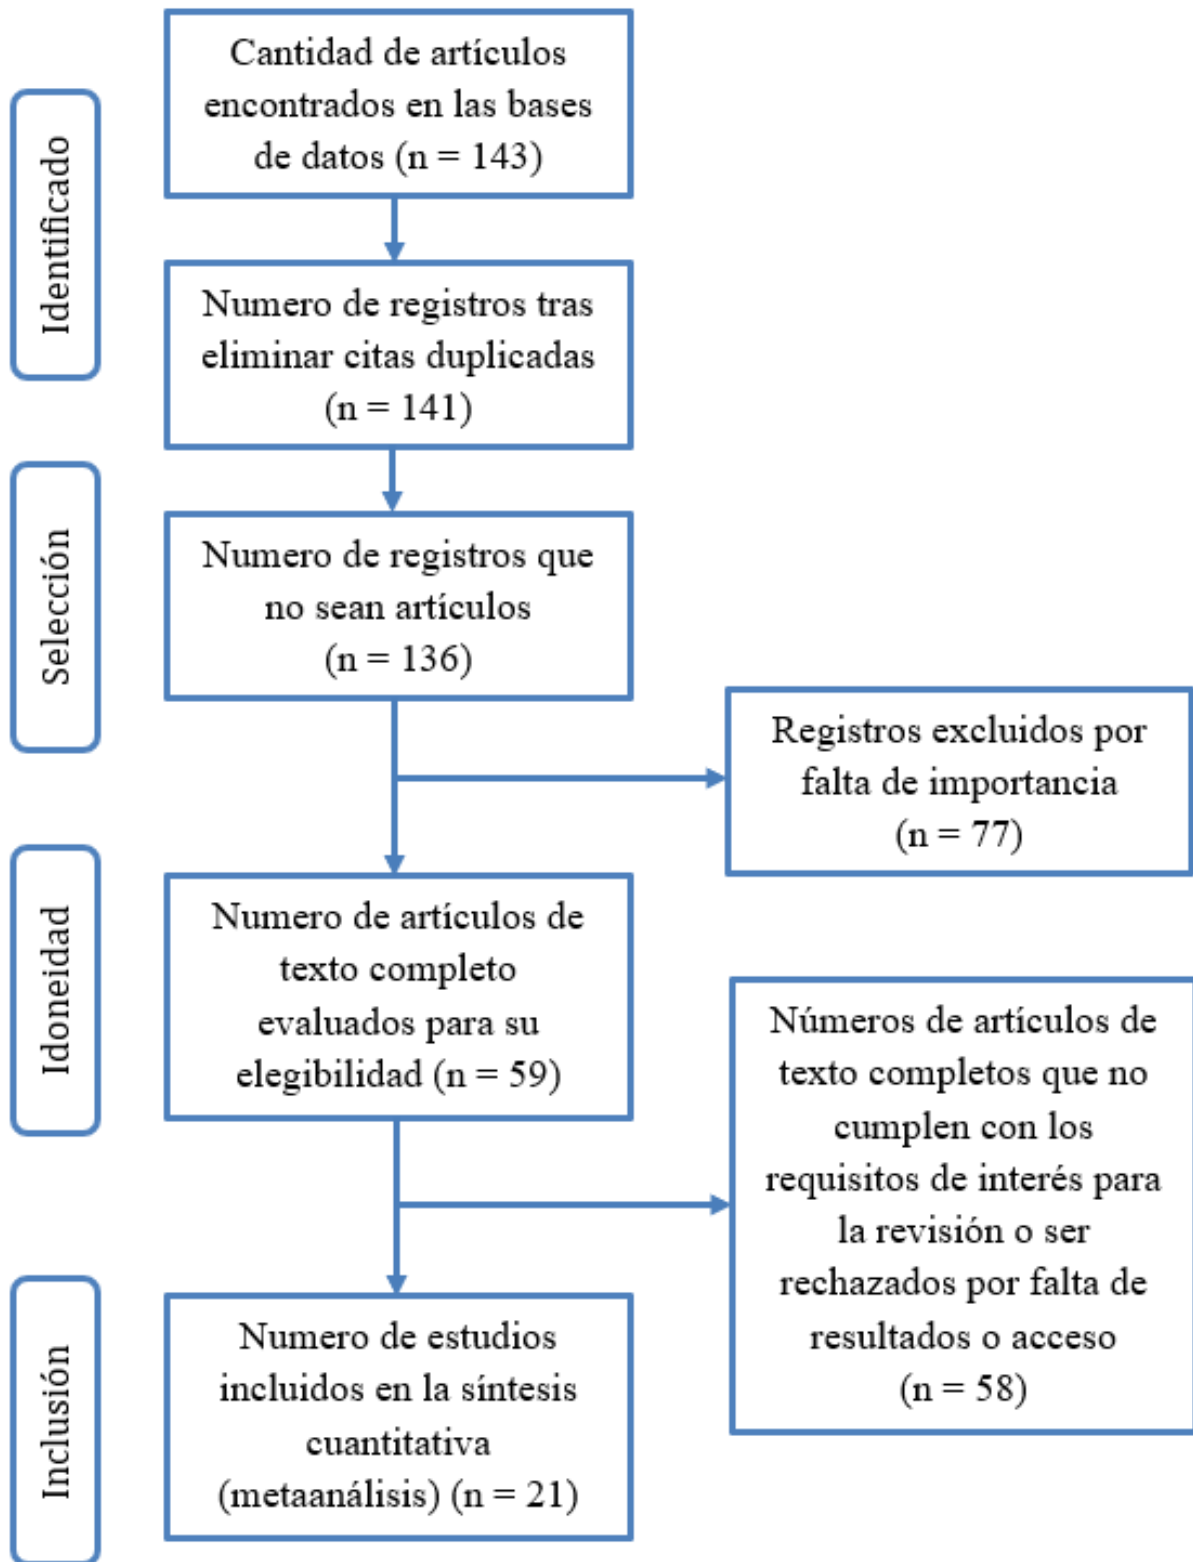 Identificado
Cantidad de artículos
encontrados en las bases
de datos (n = 143)
Numero de registros tras
eliminar citas duplicadas
(n = 141)
Selección
Numero de registros que
no sean artículos
(n = 136)
Registros excluidos por
falta de importancia
(n = 77)
Idoneidad
Numero de artículos de
texto completo
evaluados para su
elegibilidad (n = 59)
Números de artículos de
texto completos que no
cumplen con los
requisitos de interés para
la revisión o ser
rechazados por falta de
resultados o acceso
(n = 58)
Inclusión
Numero de estudios
incluidos en la síntesis
cuantitativa
(metaanálisis) (n = 21)